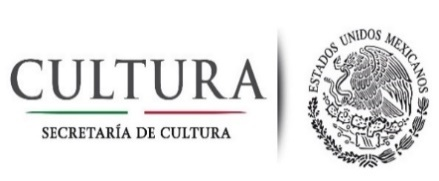 CULTURA
SECRETARÍA DE CULTURA
ESTADOS UNIDOS MEXICANOS